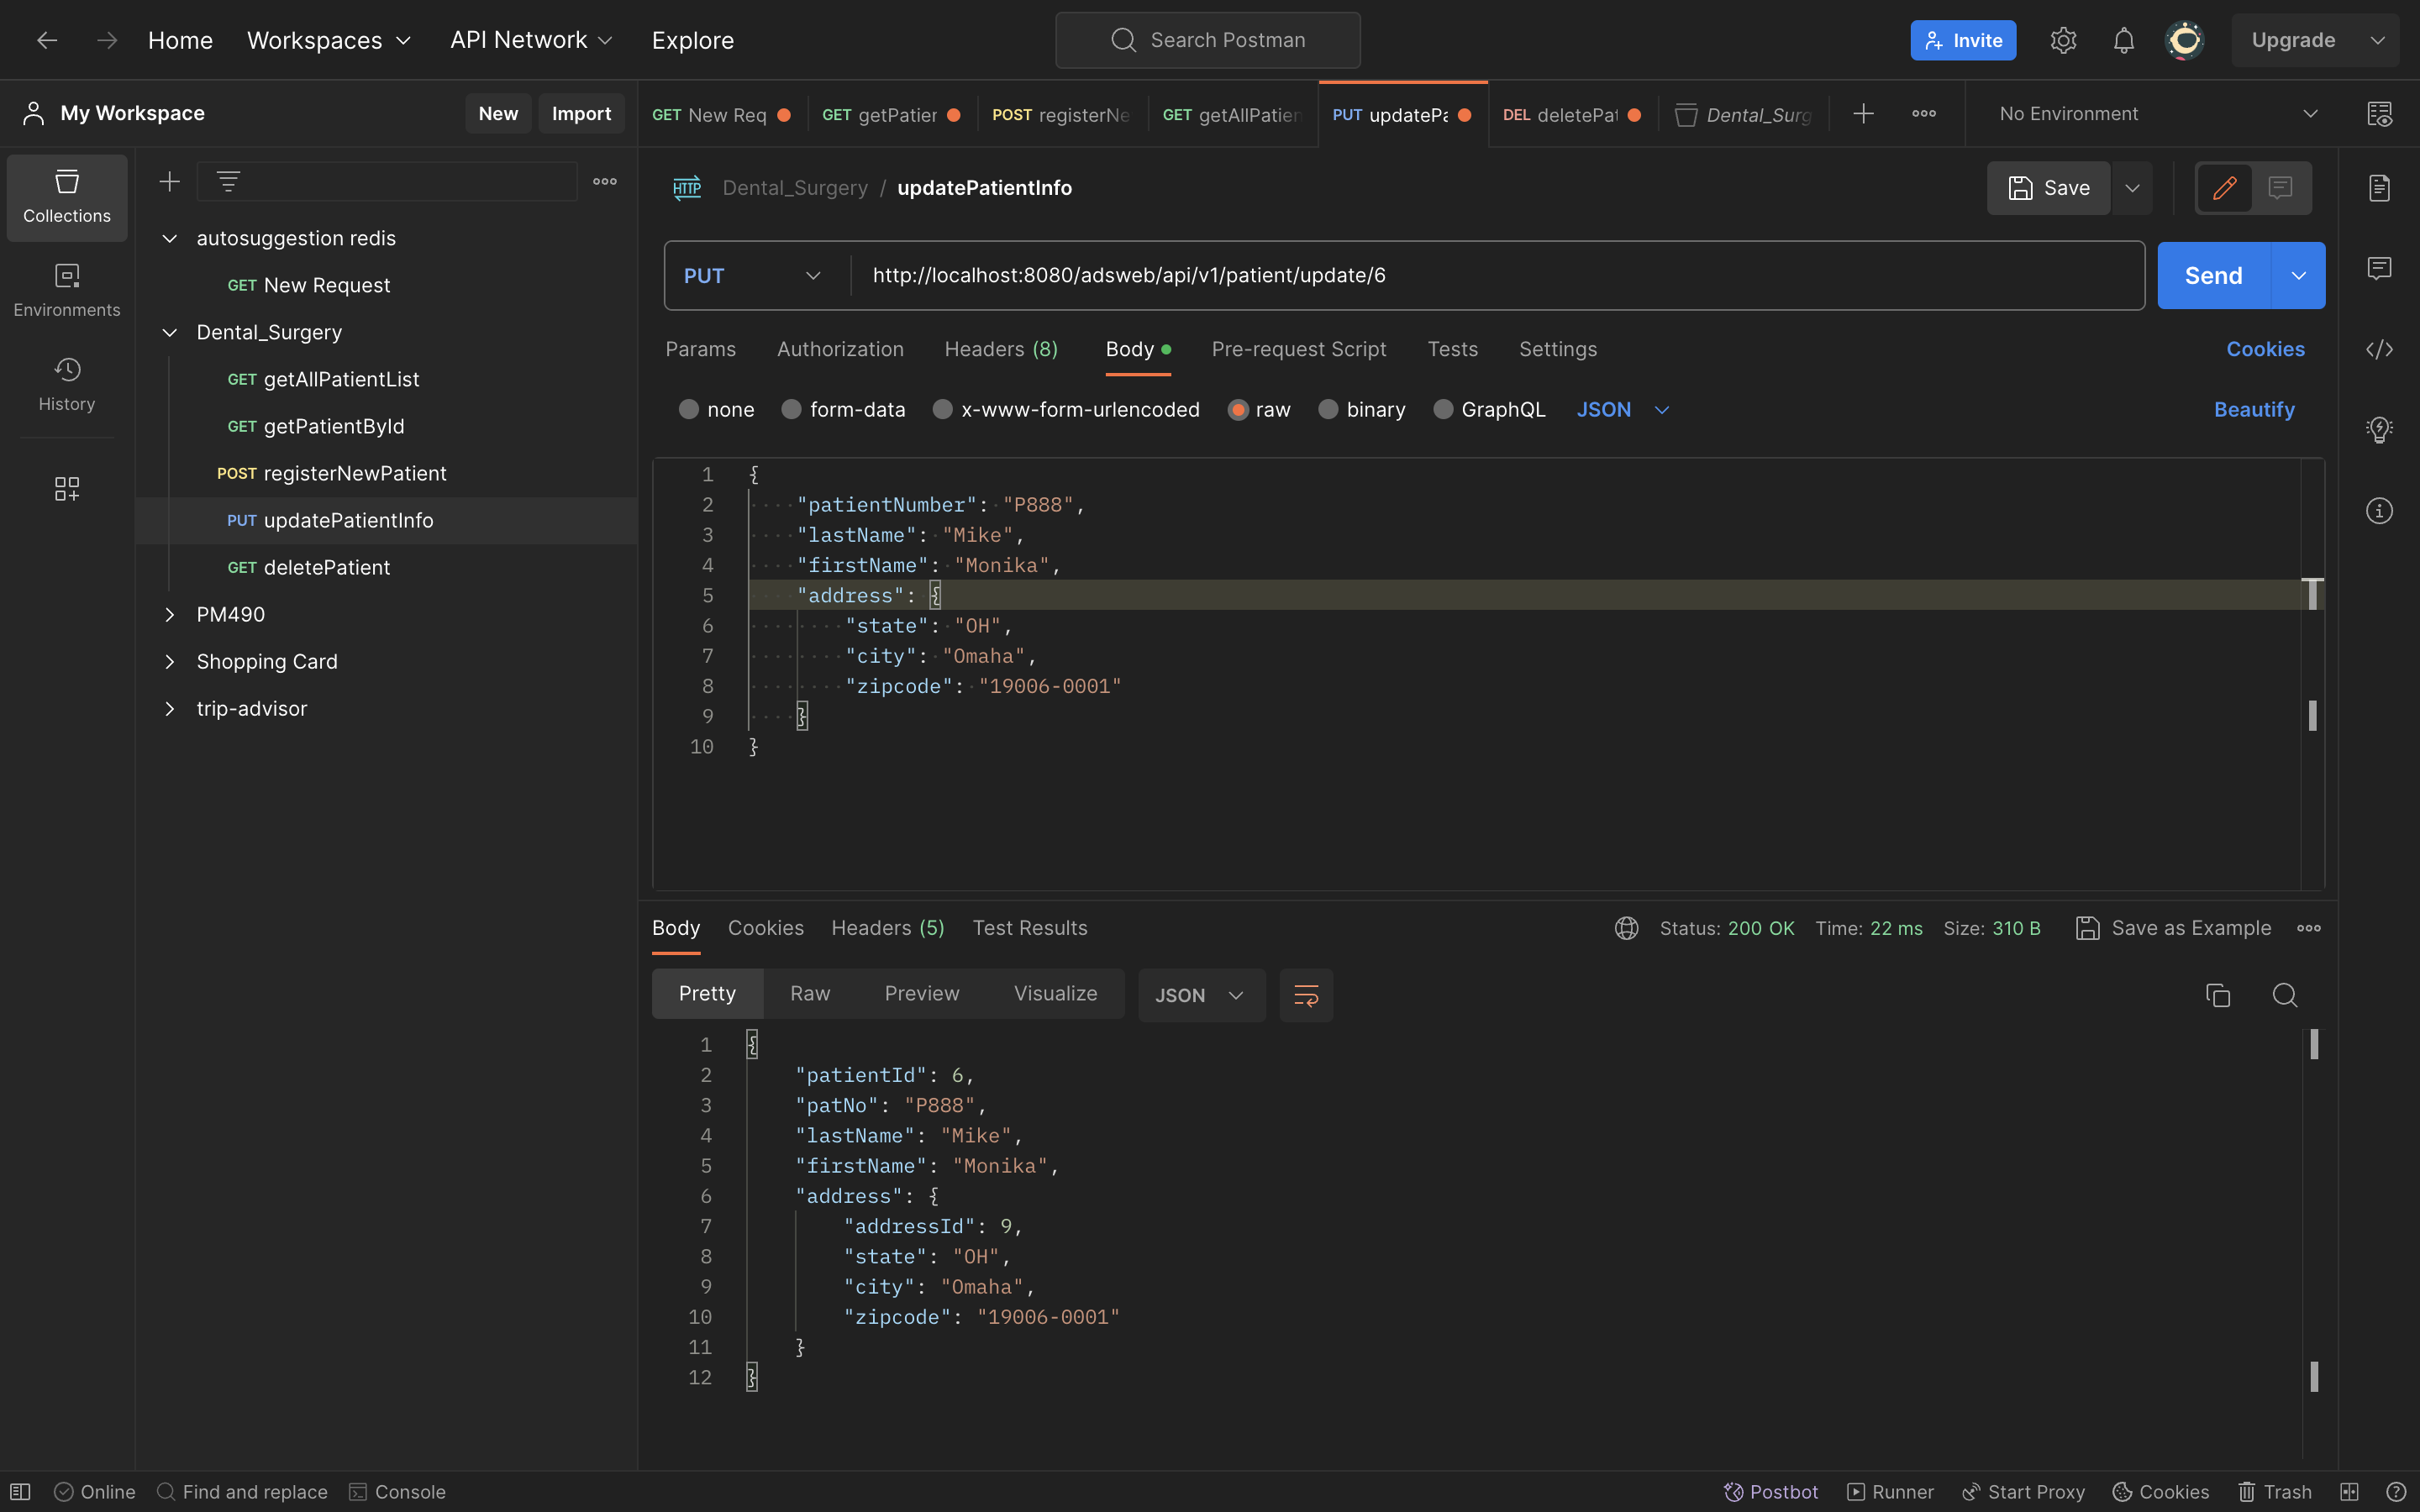 Home Workspaces API Network Explore Search Postman Invite Upgrade
My Workspace New Import
GET New Req GET getPatier POST registerNe GET getAllPatien PUT updatePa DEL deletePat Dental_Surg No Environment
Collections
Environments
History
autosuggestion redis
GET New Request
Dental_Surgery
GET getAllPatientList
GET getPatientById
POST registerNewPatient
PUT updatePatientInfo
GET deletePatient
PM490
Shopping Card
trip-advisor
HTTP Dental_Surgery / updatePatientInfo Save
PUT http://localhost:8080/adsweb/api/v1/patient/update/6 Send
Params Authorization Headers (8) Body Pre-request Script Tests Settings Cookies
none form-data x-www-form-urlencoded raw binary GraphQL JSON Beautify
1 {
2 "patientNumber": "P888",
3 "lastName": "Mike",
4 "firstName": "Monika",
5 "address": {
6 "state": "OH",
7 "city": "Omaha",
8 "zipcode": "19006-0001"
9 }
10 }
Body Cookies Headers (5) Test Results Status: 200 OK Time: 22 ms Size: 310 B Save as Example
Pretty Raw Preview Visualize JSON
1 {
2 "patientId": 6,
3 "patNo": "P888",
4 "lastName": "Mike",
5 "firstName": "Monika",
6 "address": {
7 "addressId": 9,
8 "state": "OH",
9 "city": "Omaha",
10 "zipcode": "19006-0001"
11 }
12 }
Online Find and replace Console Postbot Runner Start Proxy Cookies Trash